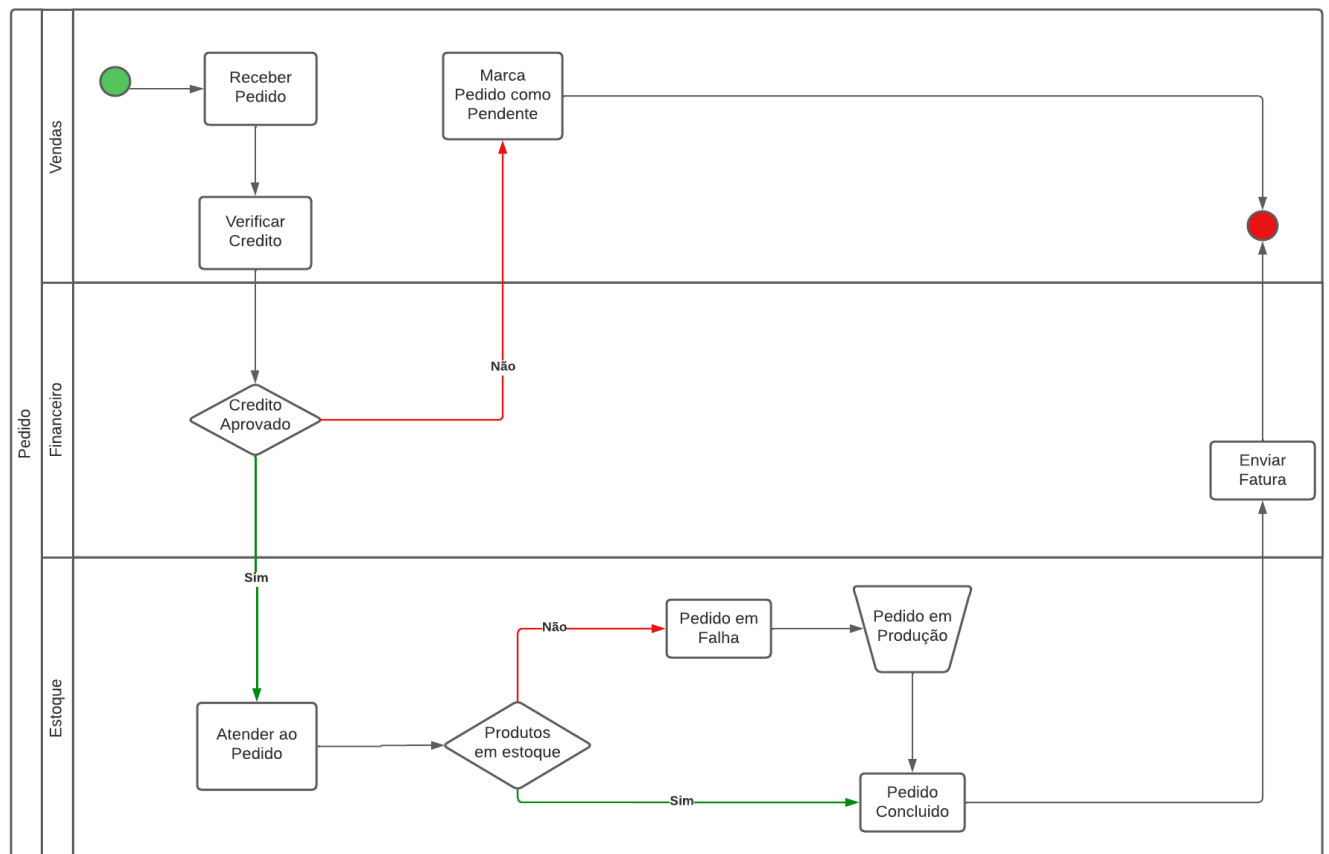 Pedido
Vendas
Receber
Pedido
Marca
Pedido como
Pendente
Verificar
Credito
Financeiro
Não
Credito
Aprovado
Enviar
Fatura
Sim
Estoque
Não
Pedido em
Falha
Pedido em
Produção
Atender ao
Pedido
Produtos
em estoque
Sim
Pedido
Concluido